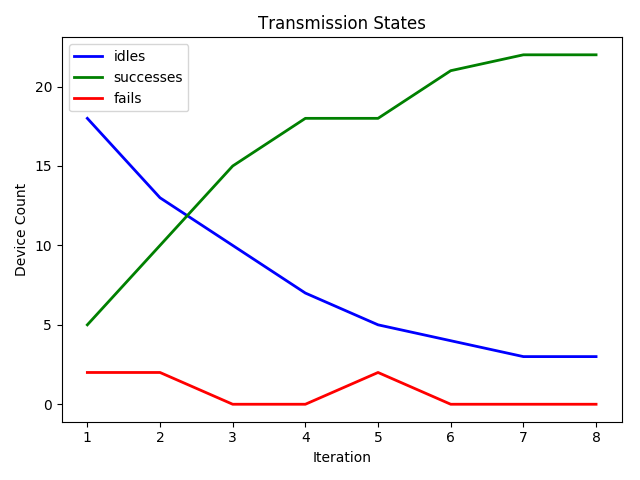 Transmission States
idles
successes
fails
Device Count
20
15
10
5
0
1 2 3 4 5 6 7 8
Iteration